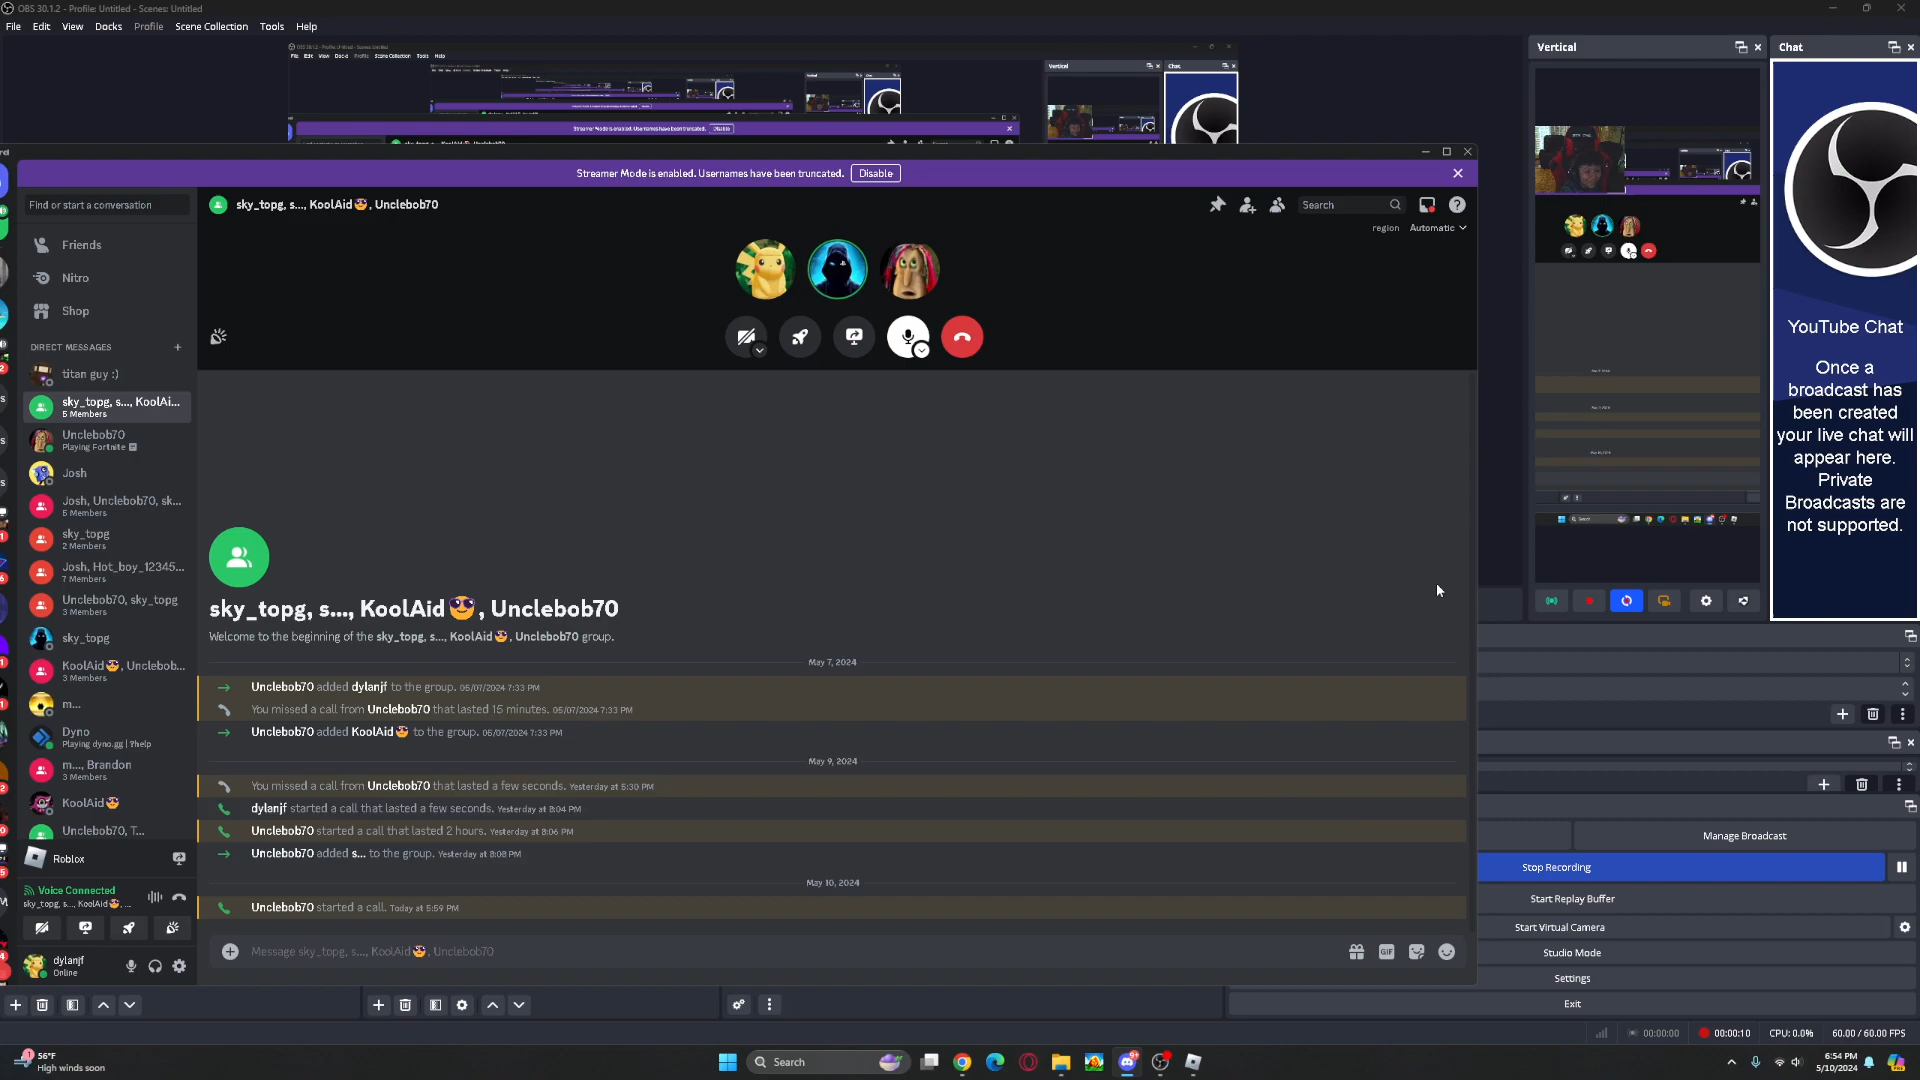 OBS 30.1.2 - Profile: Untitled - Scenes: Untitled
File Edit View Docks Profile Scene Collection Tools Help
Vertical
Chat
Streamer Mode is enabled. Usernames have been truncated. Disable
Find or start a conversation
sky_topg, s..., KoolAid😎, Unclebob70
Search
region Automatic
Friends
Nitro
Shop
DIRECT MESSAGES
titan guy :)
sky_topg, s..., KoolAi...
5 Members
Unclebob70
Playing Fortnite
Josh
Josh, Unclebob70, sk...
5 Members
sky_topg
2 Members
Josh, Hot_boy_12345...
7 Members
Unclebob70, sky_topg
3 Members
sky_topg
KoolAid😎, Unclebob...
3 Members
m...
Dyno
Playing dyno.gg | ?help
m..., Brandon
3 Members
KoolAid😎
Unclebob70, T...
Roblox
Voice Connected
sky_topg, s..., KoolAid😎, ...
dylanjf
Online
sky_topg, s..., KoolAid😎, Unclebob70
Welcome to the beginning of the sky_topg, s..., KoolAid😎, Unclebob70 group.
May 7, 2024
Unclebob70 added dylanjf to the group. 05/07/2024 7:33 PM
You missed a call from Unclebob70 that lasted 15 minutes. 05/07/2024 7:33 PM
Unclebob70 added KoolAid😎 to the group. 05/07/2024 7:33 PM
May 9, 2024
You missed a call from Unclebob70 that lasted a few seconds. Yesterday at 5:30 PM
dylanjf started a call that lasted a few seconds. Yesterday at 8:04 PM
Unclebob70 started a call that lasted 2 hours. Yesterday at 8:06 PM
Unclebob70 added s... to the group. Yesterday at 8:08 PM
May 10, 2024
Unclebob70 started a call. Today at 5:59 PM
Message sky_topg, s..., KoolAid😎, Unclebob70
GIF
YouTube Chat
Once a
broadcast has
been created
your live chat will
appear here.
Private
Broadcasts are
not supported.
Manage Broadcast
Stop Recording
Start Replay Buffer
Start Virtual Camera
Studio Mode
Settings
Exit
00:00:00
00:00:10
CPU: 0.0%
60.00 / 60.00 FPS
56°F
High winds soon
Search
6:54 PM
5/10/2024